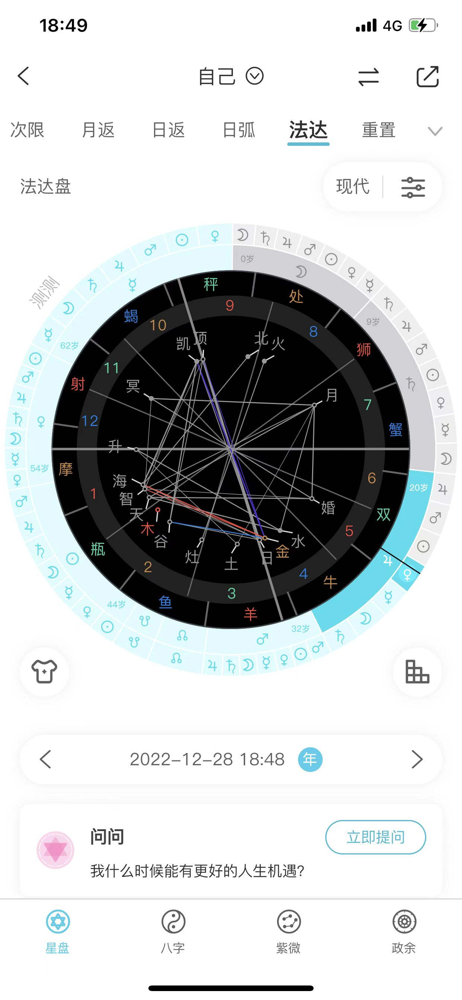 18:49
4G
自己
次限 月返 日返 日弧 法达 重置
法达盘
现代
测测
0岁
9岁
20岁
32岁
44岁
54岁
62岁
秤
处
狮
蟹
双
牛
羊
鱼
瓶
摩
射
蝎
9
8
7
6
5
4
3
2
1
12
11
10
凯 顶 北 火
冥 月
升
海
智
天
木
谷
灶
土
日
金
水
婚
2022-12-28 18:48 年
问问
立即提问
我什么时候能有更好的人生机遇?
星盘 八字 紫微 政余